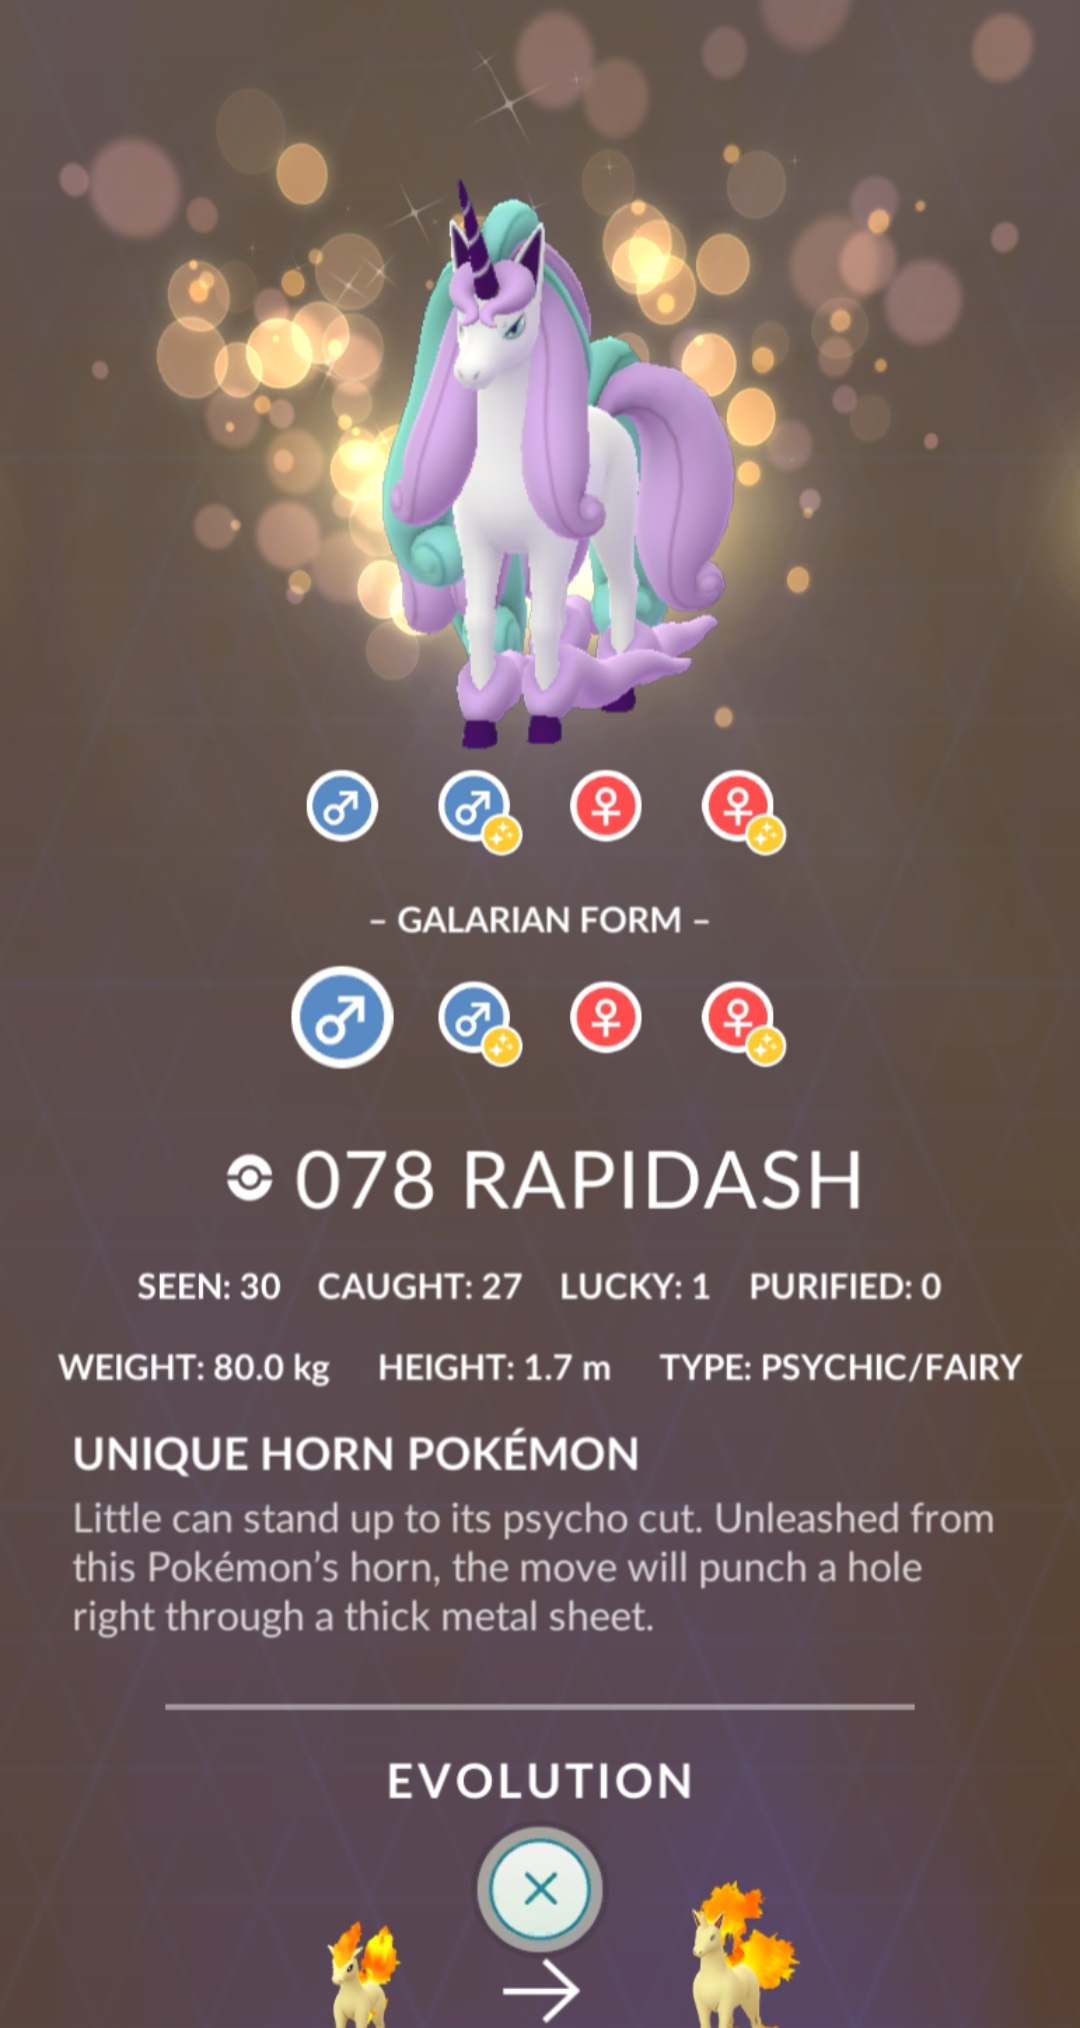 – GALARIAN FORM –
078 RAPIDASH
SEEN: 30 CAUGHT: 27 LUCKY: 1 PURIFIED: 0
WEIGHT: 80.0 kg HEIGHT: 1.7 m TYPE: PSYCHIC/FAIRY
UNIQUE HORN POKÉMON
Little can stand up to its psycho cut. Unleashed from
this Pokémon’s horn, the move will punch a hole
right through a thick metal sheet.
EVOLUTION